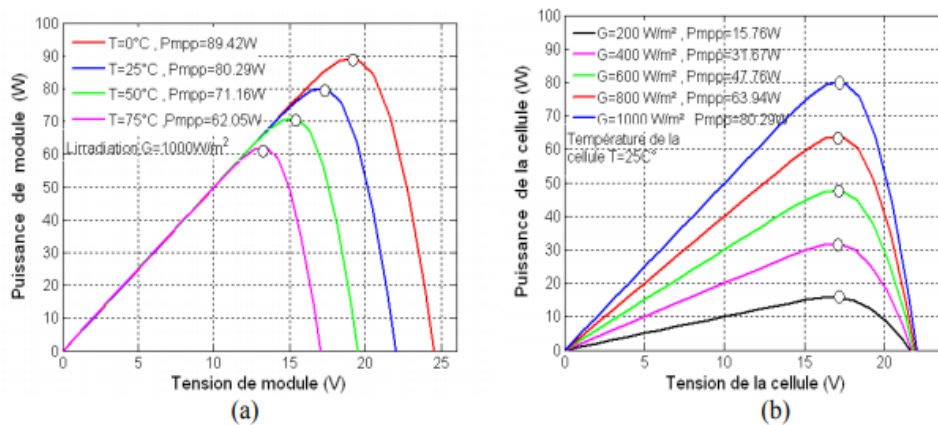 Puissance de module (W)
100
90
80
70
60
50
40
30
20
10
0
T=0°C , Pmpp=89.42W
T=25°C , Pmpp=80.29W
T=50°C , Pmpp=71.16W
T=75°C , Pmpp=62.05W
Lirradiation G=1000W/m²
0 5 10 15 20 25
Tension de module (V)
(a)
Puissance de la cellule (W)
100
90
80
70
60
50
40
30
20
10
0
G=200 W/m² , Pmpp=15.76W
G=400 W/m² , Pmpp=31.67W
G=600 W/m² , Pmpp=47.76W
G=800 W/m² , Pmpp=63.94W
G=1000 W/m² Pmpp=80.29W
Température de la
cellule T=25C°
0 5 10 15 20
Tension de la cellule (V)
(b)